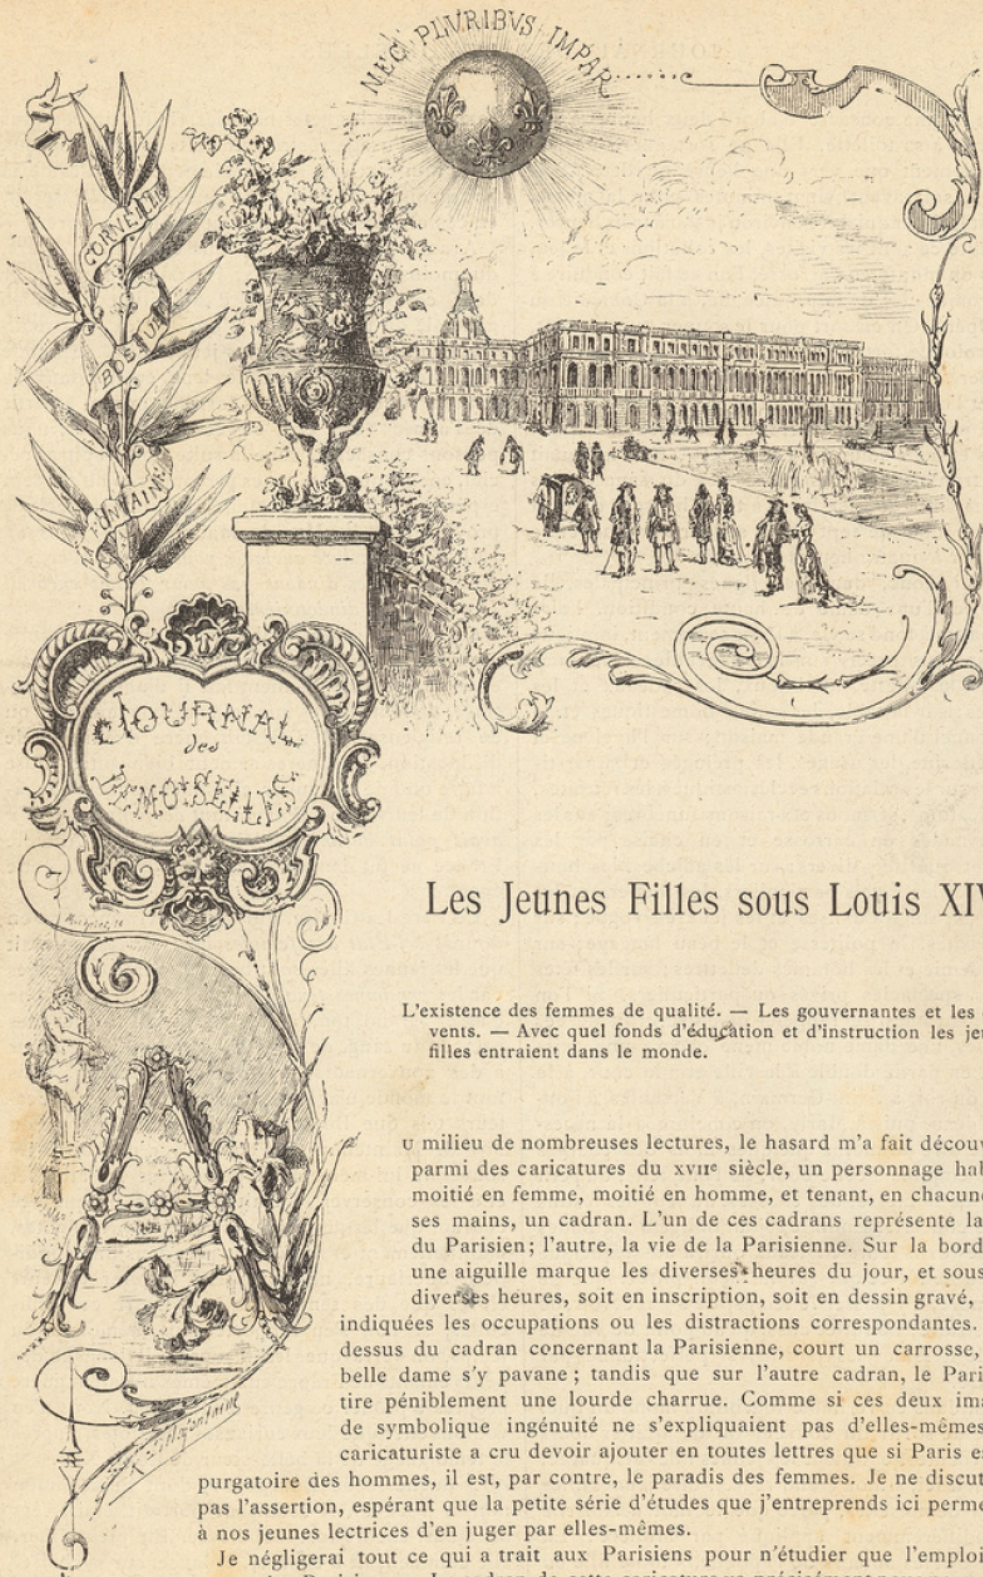 NEC PLVRIBVS IMPAR
CORNEILLE
BOSSUET
LA FONTAINE
JOURNAL
des
DEMOISELLES
Les Jeunes Filles sous Louis XIV
L'existence des femmes de qualité. — Les gouvernantes et les
vents. — Avec quel fonds d'éducation et d'instruction les jeu
filles entraient dans le monde.
AU milieu de nombreuses lectures, le hasard m'a fait découv
parmi des caricatures du XVIIe siècle, un personnage hab
moitié en femme, moitié en homme, et tenant, en chacune
ses mains, un cadran. L'un de ces cadrans représente la
du Parisien; l'autre, la vie de la Parisienne. Sur la bord
une aiguille marque les diverses heures du jour, et sous
diverses heures, soit en inscription, soit en dessin gravé,
indiquées les occupations ou les distractions correspondantes.
dessus du cadran concernant la Parisienne, court un carrosse,
belle dame s'y pavane; tandis que sur l'autre cadran, le Pari
tire péniblement une lourde charrue. Comme si ces deux ima
de symbolique ingénuité ne s'expliquaient pas d'elles-mêmes
caricaturiste a cru devoir ajouter en toutes lettres que si Paris e
purgatoire des hommes, il est, par contre, le paradis des femmes. Je ne discut
pas l'assertion, espérant que la petite série d'études que j'entreprends ici perme
à nos jeunes lectrices d'en juger par elles-mêmes.
Je négligerai tout ce qui a trait aux Parisiens pour n'étudier que l'emploi